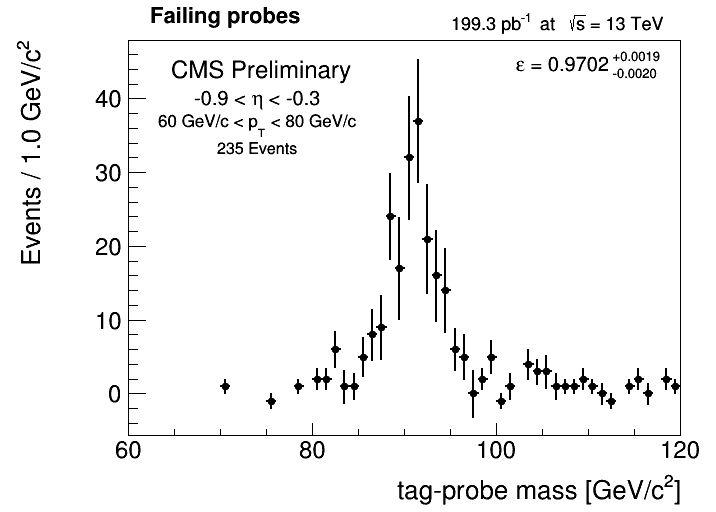 Failing probes
199.3 pb⁻¹ at √s = 13 TeV
CMS Preliminary
ε = 0.9702 +0.0019 -0.0020
-0.9 < η < -0.3
60 GeV/c < p_T < 80 GeV/c
235 Events
Events / 1.0 GeV/c²
40
30
20
10
0
60 80 100 120
tag-probe mass [GeV/c²]